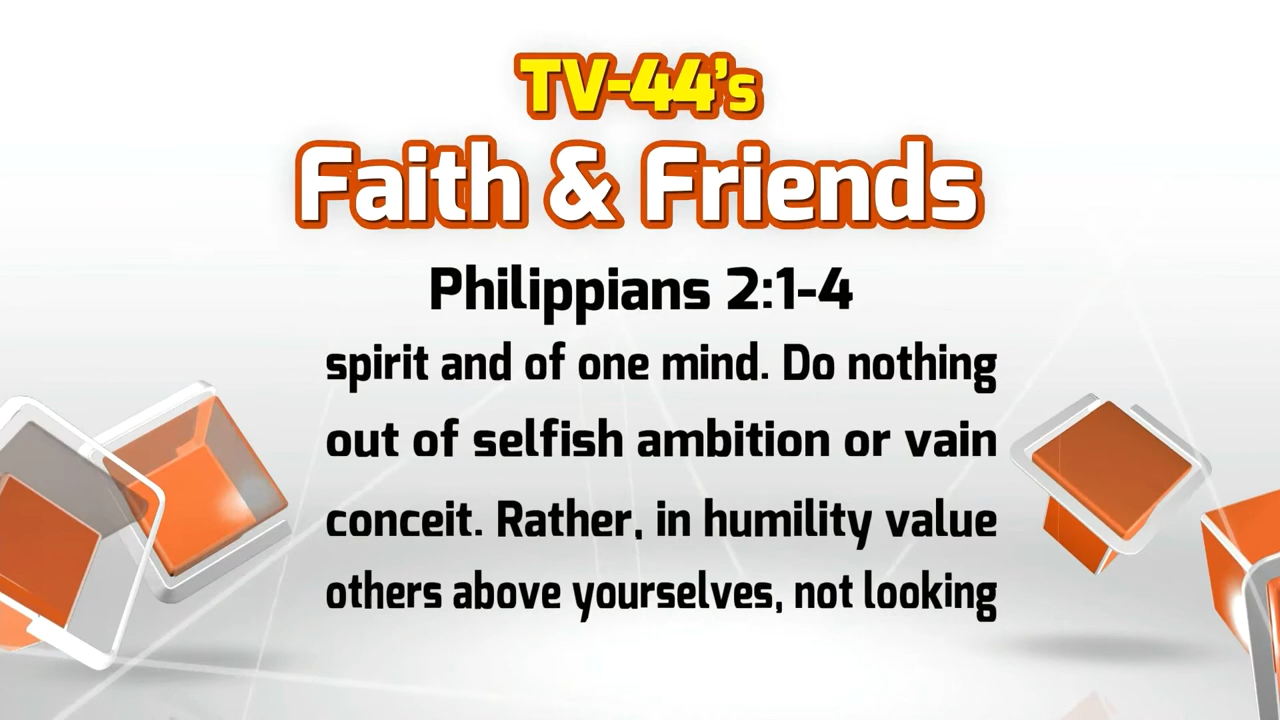 TV-44's
Faith & Friends
Philippians 2:1-4
spirit and of one mind. Do nothing
out of selfish ambition or vain
conceit. Rather, in humility value
others above yourselves, not looking